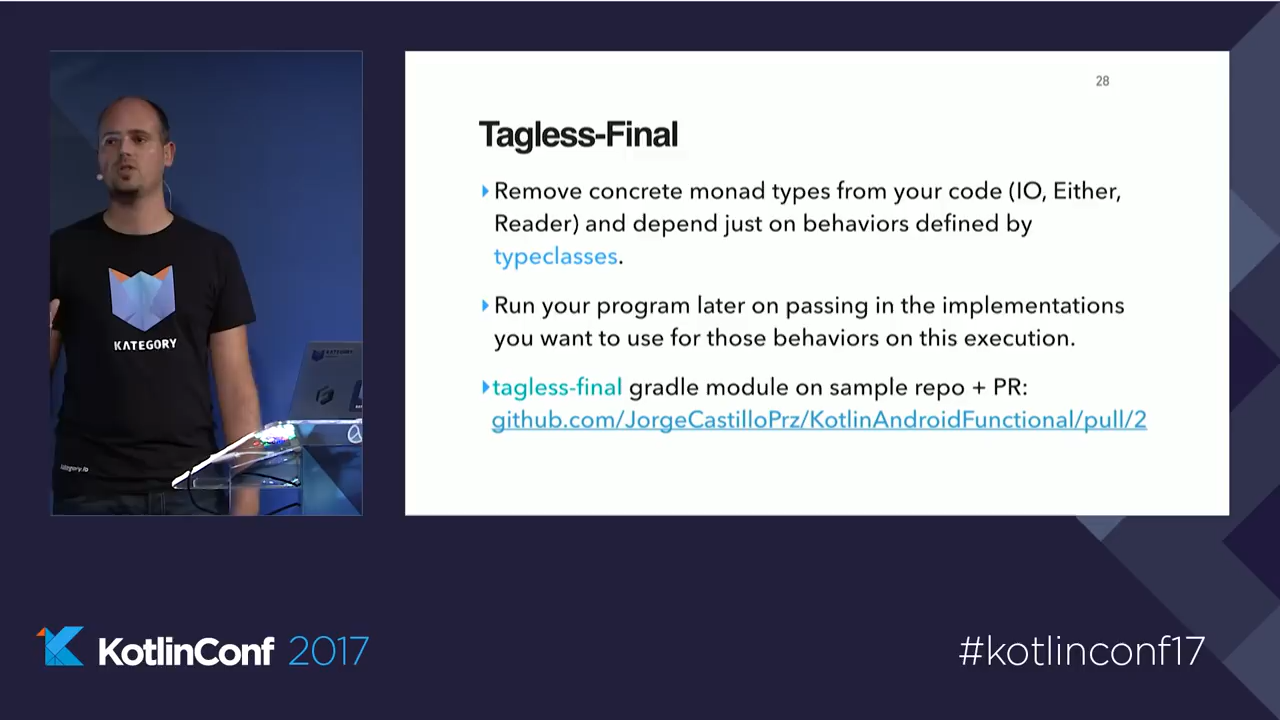 28
Tagless-Final
Remove concrete monad types from your code (IO, Either,
Reader) and depend just on behaviors defined by
typeclasses.
Run your program later on passing in the implementations
you want to use for those behaviors on this execution.
tagless-final gradle module on sample repo + PR:
github.com/JorgeCastilloPrz/KotlinAndroidFunctional/pull/2
KATEGORY
KATEGORY
kategory.io
KotlinConf 2017
#kotlinconf17